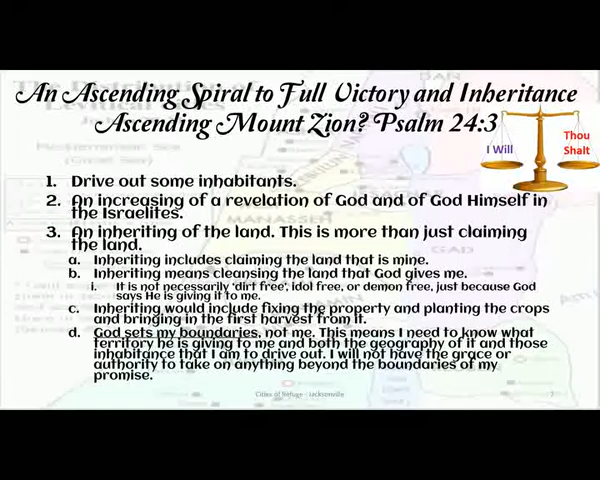 An Ascending Spiral to Full Victory and Inheritance
Ascending Mount Zion? Psalm 24:3
I Will
Thou
Shalt
1. Drive out some inhabitants.
2. An increasing of a revelation of God and of God Himself in
the Israelites.
3. An inheriting of the land. This is more than just claiming
the land.
a. Inheriting includes claiming the land that is mine.
b. Inheriting means cleansing the land that God gives me.
i. It is not necessarily 'dirt free', idol free, or demon free, just because God
says He is giving it to me.
c. Inheriting would include fixing the property and planting the crops
and bringing in the first harvest from it.
d. God sets my boundaries, not me. This means I need to know what
territory he is giving to me and both the geography of it and those
inhabitance that I am to drive out. I will not have the grace or
authority to take on anything beyond the boundaries of my
promise.
Cities of Refuge - Jacksonville
7
MANASSEH
GAD
DAN
Mediterranean Sea
(Great Sea)